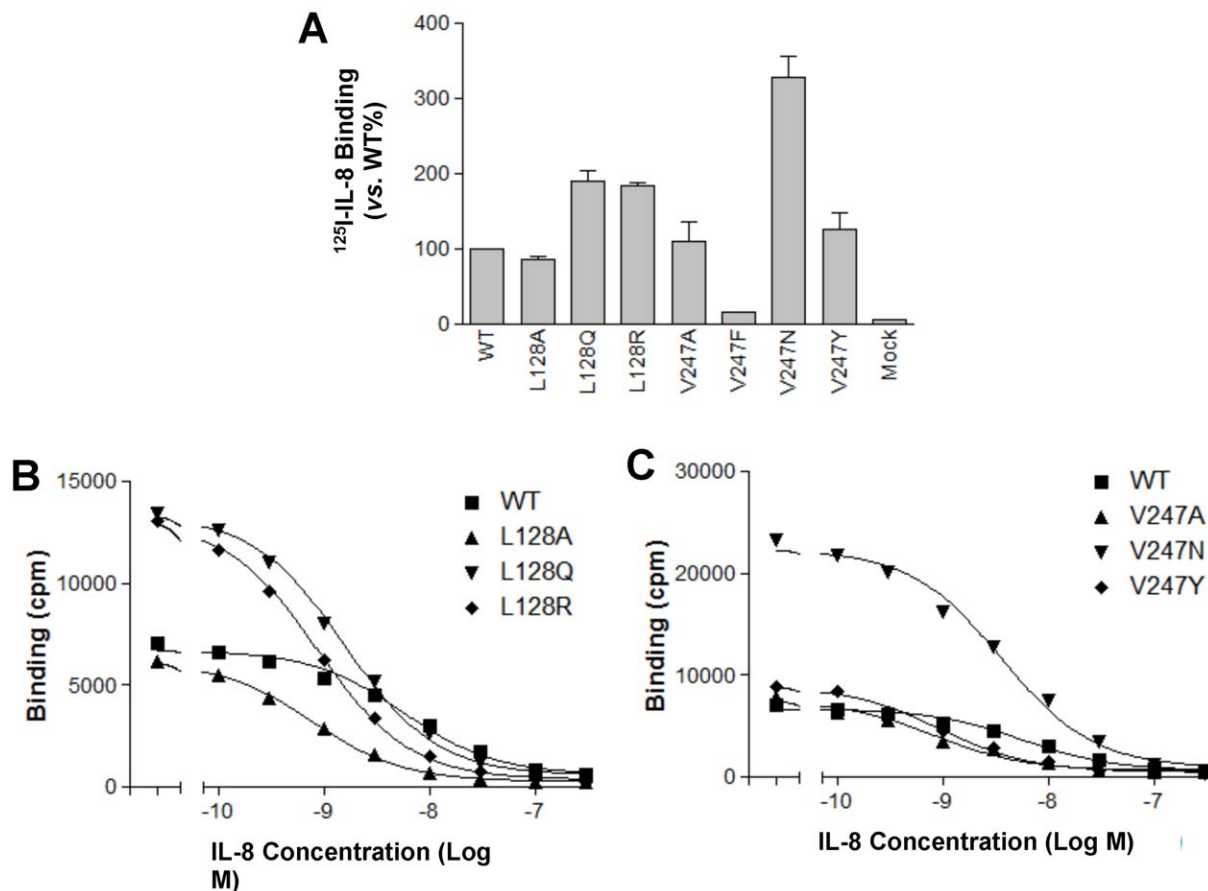 A
¹²⁵I-IL-8 Binding
(vs. WT%)
400
300
200
100
0
WT
L128A
L128Q
L128R
V247A
V247F
V247N
V247Y
Mock
B
Binding (cpm)
15000
10000
5000
0
-10
-9
-8
-7
WT
L128A
L128Q
L128R
IL-8 Concentration (Log
M)
C
Binding (cpm)
30000
20000
10000
0
-10
-9
-8
-7
WT
V247A
V247N
V247Y
IL-8 Concentration (Log M)